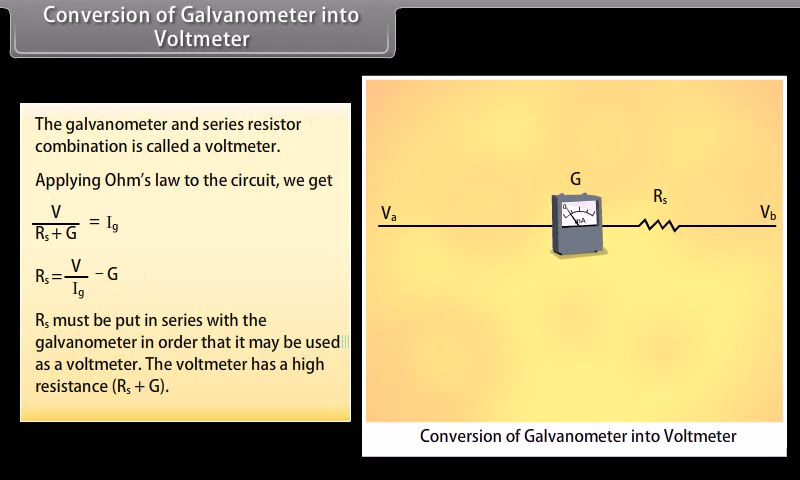 Conversion of Galvanometer into
Voltmeter
The galvanometer and series resistor
combination is called a voltmeter.
Applying Ohm's law to the circuit, we get
V
Rs + G
= Ig
Rs =
V
Ig
– G
Rs must be put in series with the
galvanometer in order that it may be used
as a voltmeter. The voltmeter has a high
resistance (Rs + G).
G
Rs
Va
Vb
0
mA
Conversion of Galvanometer into Voltmeter